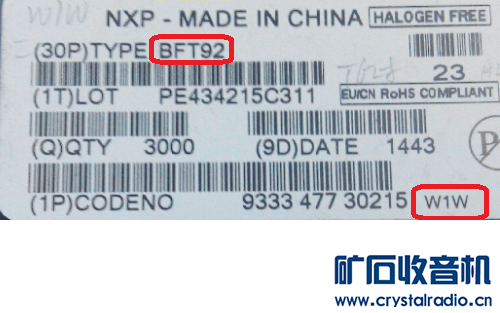 W1W
NXP - MADE IN CHINA HALOGEN FREE
(30P)TYPE BFT92
23
(1T)LOT PE434215C311 EU/CN RoHS COMPLIANT
(Q)QTY 3000 (9D)DATE 1443
P
(1P)CODENO 9333 477 30215 W1W
矿石收音机
www.crystalradio.cn